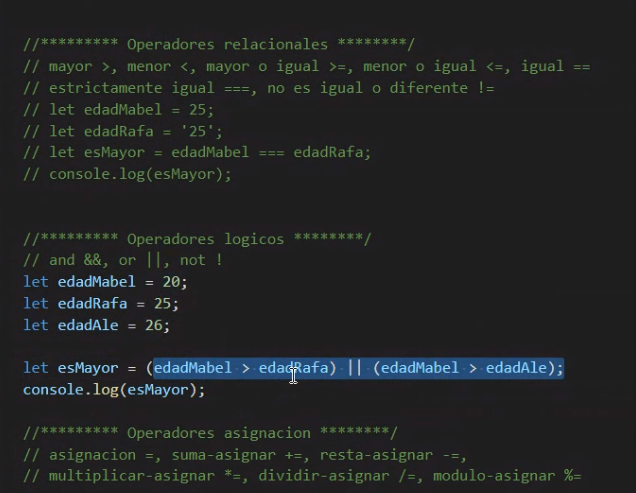 //********* Operadores relacionales ********/
// mayor >, menor <, mayor o igual >=, menor o igual <=, igual ==
// estrictamente igual ===, no es igual o diferente !=
// let edadMabel = 25;
// let edadRafa = '25';
// let esMayor = edadMabel === edadRafa;
// console.log(esMayor);
//********* Operadores logicos ********/
// and &&, or ||, not !
let edadMabel = 20;
let edadRafa = 25;
let edadAle = 26;
let esMayor = (edadMabel > edadRafa) || (edadMabel > edadAle);
console.log(esMayor);
//********* Operadores asignacion ********/
// asignacion =, suma-asignar +=, resta-asignar -=,
// multiplicar-asignar *=, dividir-asignar /=, modulo-asignar %=